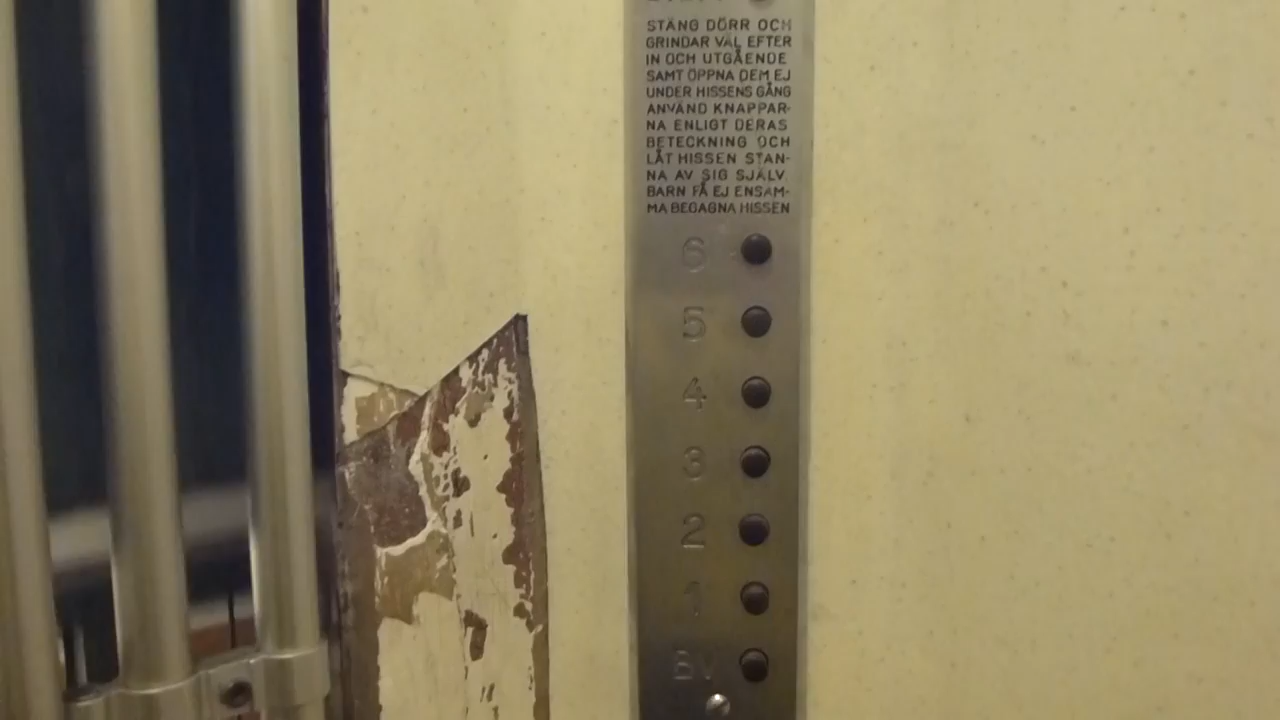 STÄNG DÖRR OCH
GRINDAR VÄL EFTER
IN OCH UTGÅENDE
SAMT ÖPPNA DEM EJ
UNDER HISSENS GÅNG
ANVÄND KNAPPAR-
NA ENLIGT DERAS
BETECKNING OCH
LÅT HISSEN STAN-
NA AV SIG SJÄLV
BARN FÅ EJ ENSAM-
MA BEGAGNA HISSEN
6
5
4
3
2
1
BV